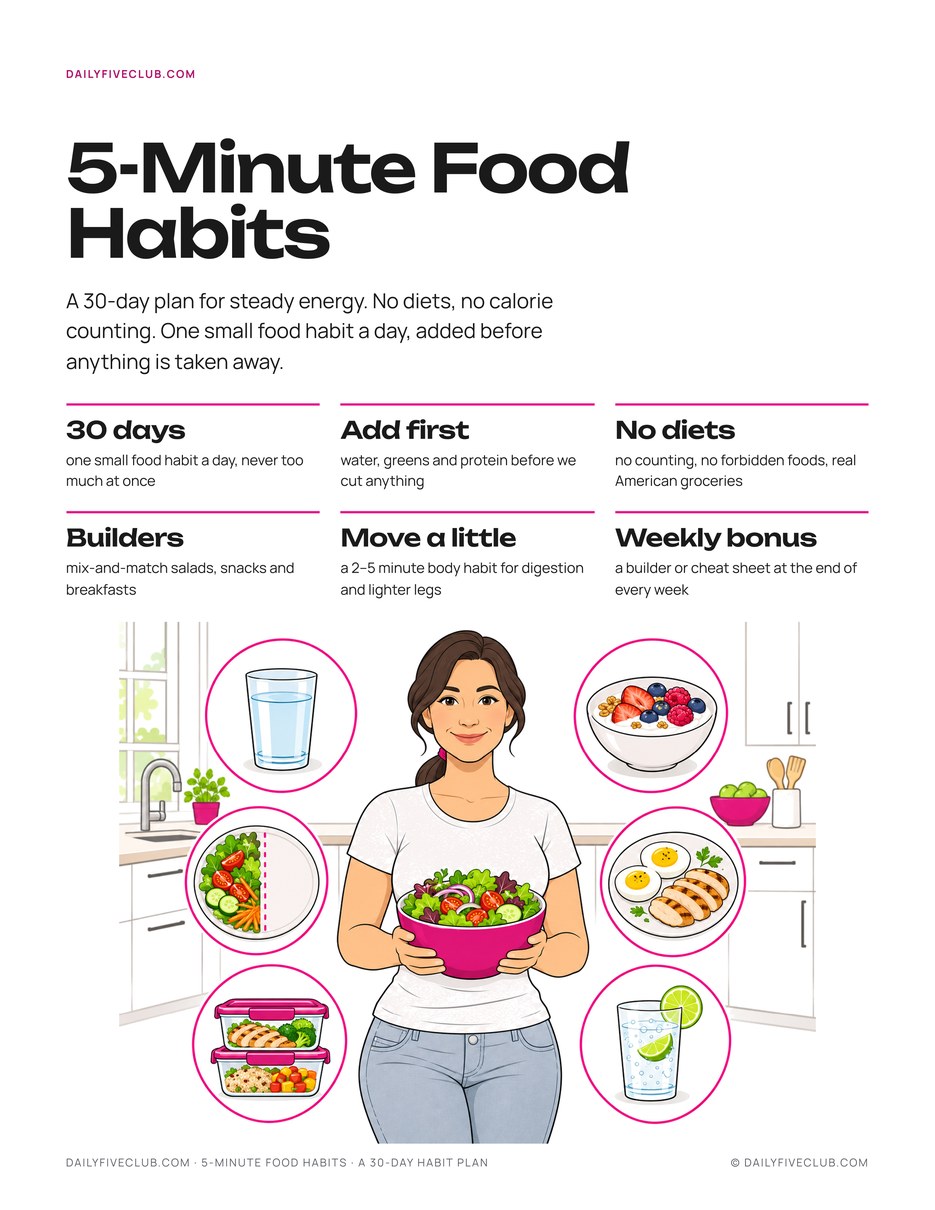 DAILYFIVECLUB.COM
5-Minute Food
Habits
A 30-day plan for steady energy. No diets, no calorie
counting. One small food habit a day, added before
anything is taken away.
30 days
one small food habit a day, never too
much at once
Add first
water, greens and protein before we
cut anything
No diets
no counting, no forbidden foods, real
American groceries
Builders
mix-and-match salads, snacks and
breakfasts
Move a little
a 2–5 minute body habit for digestion
and lighter legs
Weekly bonus
a builder or cheat sheet at the end of
every week
DAILYFIVECLUB.COM · 5-MINUTE FOOD HABITS · A 30-DAY HABIT PLAN
© DAILYFIVECLUB.COM